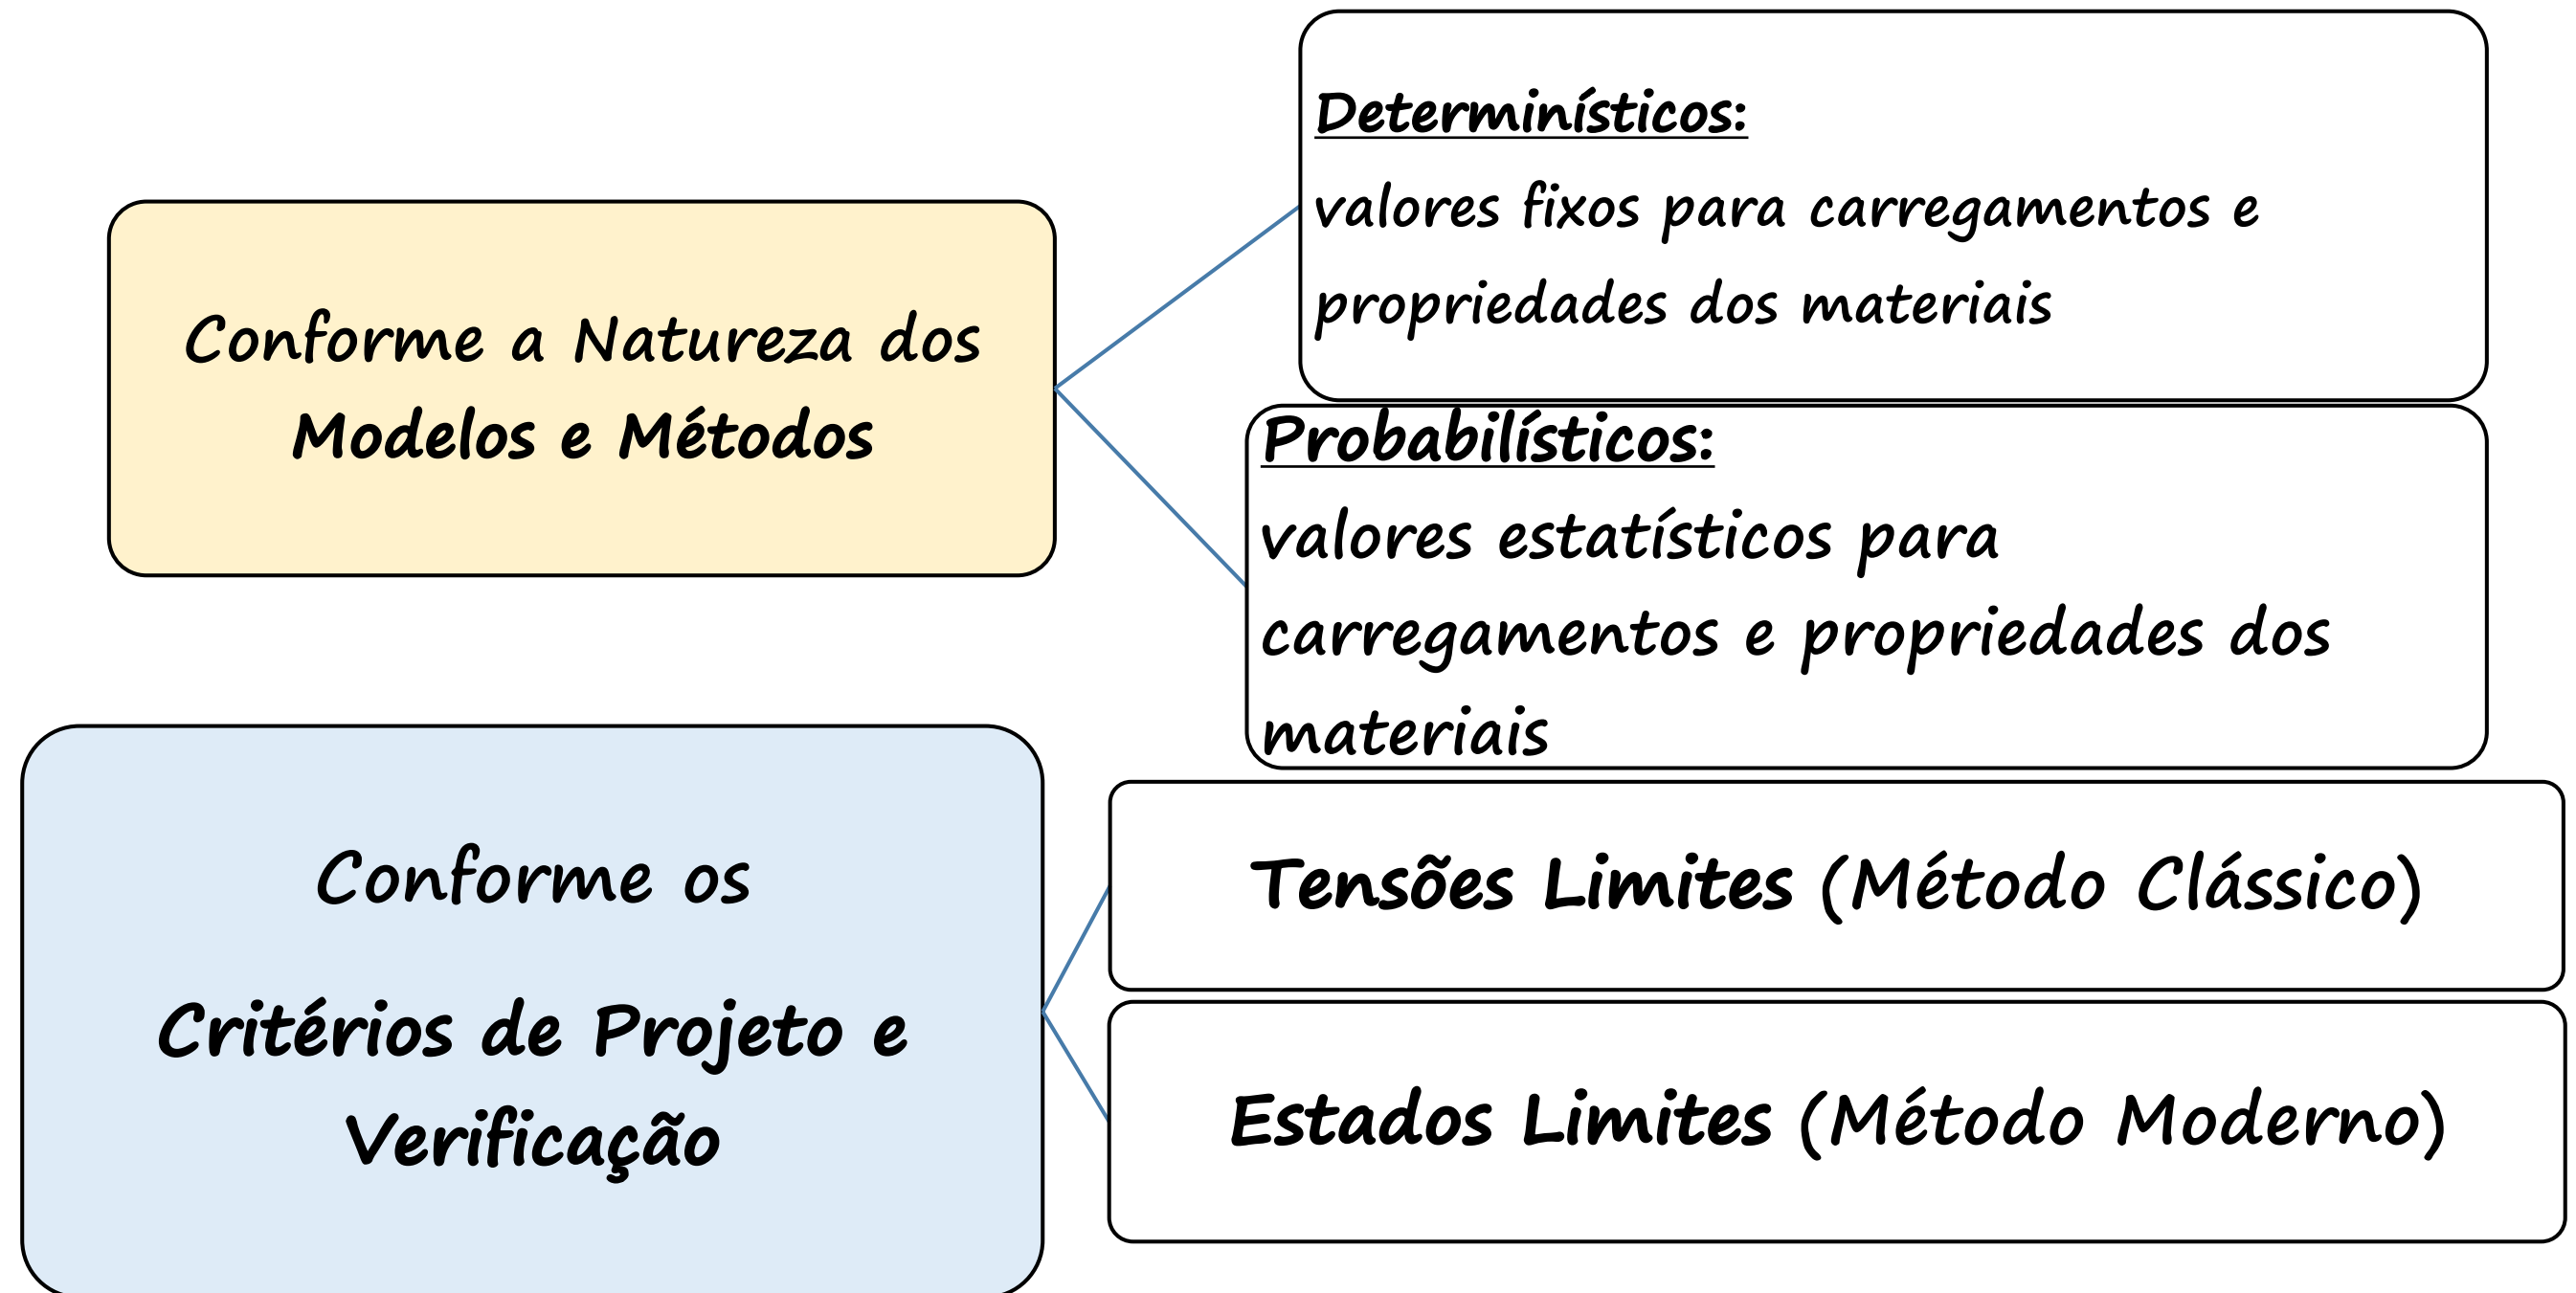 Conforme a Natureza dos
Modelos e Métodos
Determinísticos:
valores fixos para carregamentos e
propriedades dos materiais
Probabilísticos:
valores estatísticos para
carregamentos e propriedades dos
materiais
Conforme os
Critérios de Projeto e
Verificação
Tensões Limites (Método Clássico)
Estados Limites (Método Moderno)